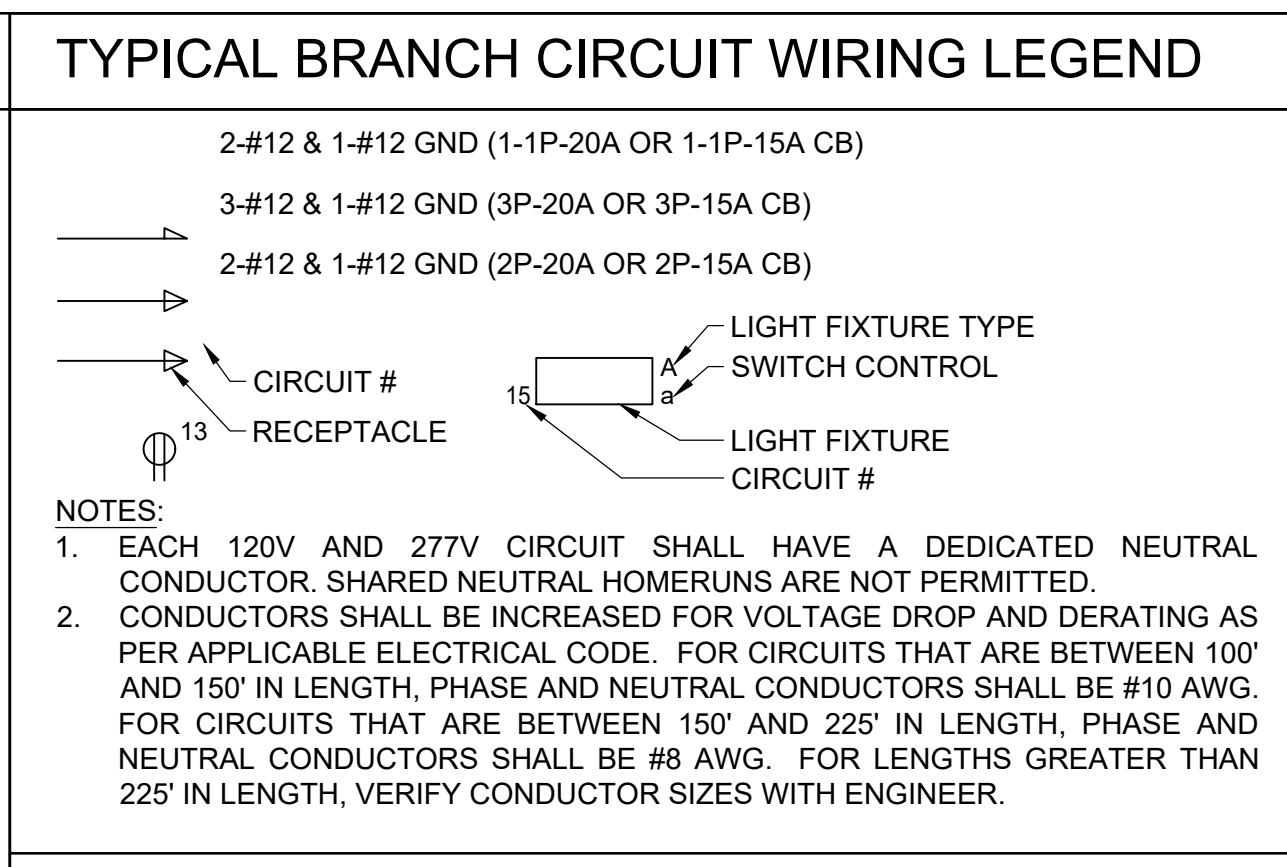 TYPICAL BRANCH CIRCUIT WIRING LEGEND
2-#12 & 1-#12 GND (1-1P-20A OR 1-1P-15A CB)
3-#12 & 1-#12 GND (3P-20A OR 3P-15A CB)
2-#12 & 1-#12 GND (2P-20A OR 2P-15A CB)
CIRCUIT #
RECEPTACLE
13
LIGHT FIXTURE TYPE
A
SWITCH CONTROL
15
a
LIGHT FIXTURE
CIRCUIT #
NOTES:
1. EACH 120V AND 277V CIRCUIT SHALL HAVE A DEDICATED NEUTRAL
CONDUCTOR. SHARED NEUTRAL HOMERUNS ARE NOT PERMITTED.
2. CONDUCTORS SHALL BE INCREASED FOR VOLTAGE DROP AND DERATING AS
PER APPLICABLE ELECTRICAL CODE. FOR CIRCUITS THAT ARE BETWEEN 100'
AND 150' IN LENGTH, PHASE AND NEUTRAL CONDUCTORS SHALL BE #10 AWG.
FOR CIRCUITS THAT ARE BETWEEN 150' AND 225' IN LENGTH, PHASE AND
NEUTRAL CONDUCTORS SHALL BE #8 AWG. FOR LENGTHS GREATER THAN
225' IN LENGTH, VERIFY CONDUCTOR SIZES WITH ENGINEER.